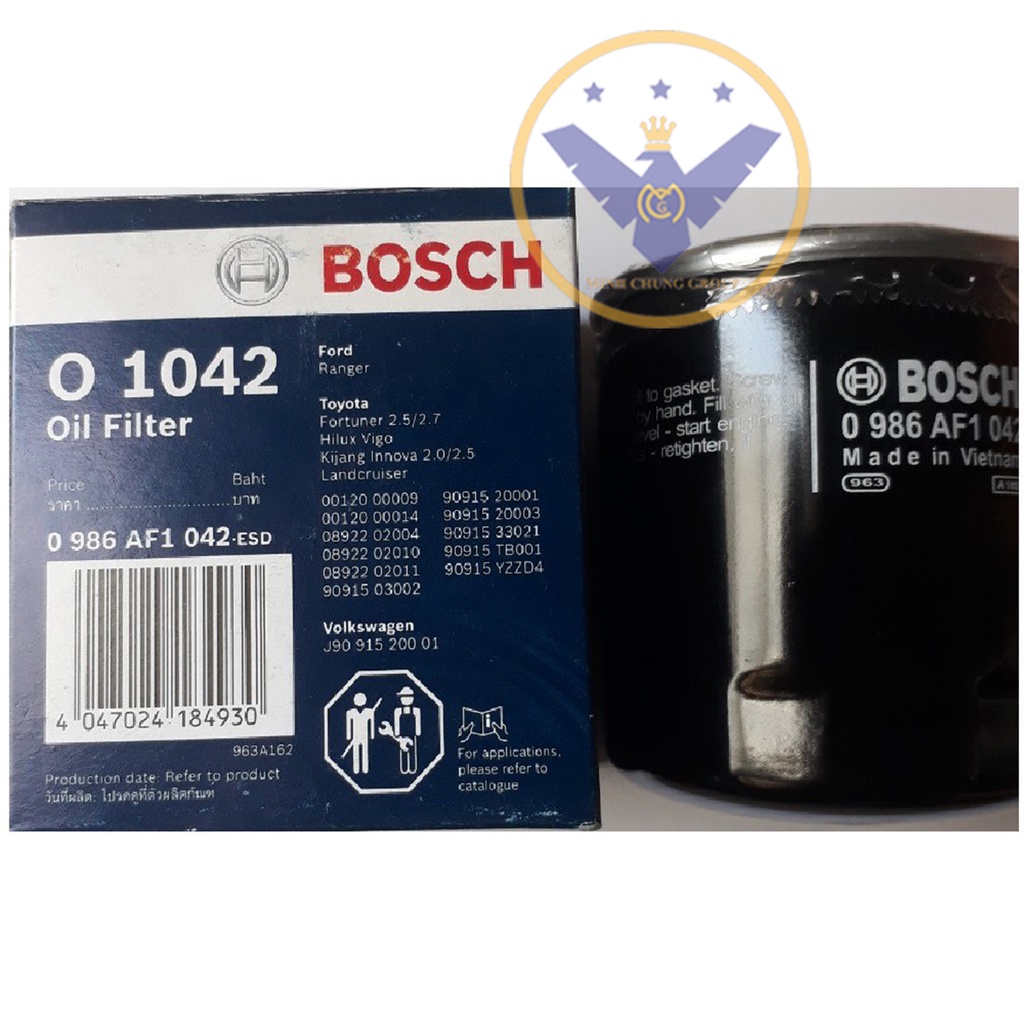 BOSCH
O 1042
Oil Filter
Price Baht
ราคา ........................ บาท
0 986 AF1 042-ESD
4 047024 184930
963A162
Production date: Refer to product
วันที่ผลิต: โปรดดูที่ตัวผลิตภัณฑ์
Ford
Ranger
Toyota
Fortuner 2.5/2.7
Hilux Vigo
Kijang Innova 2.0/2.5
Landcruiser
00120 00009 90915 20001
00120 00014 90915 20003
08922 02004 90915 33021
08922 02010 90915 TB001
08922 02011 90915 YZZD4
90915 03002
Volkswagen
J90 915 200 01
For applications,
please refer to
catalogue
MINH CHUNG
to gasket.
by hand. Fill
- start
- retighten,
BOSCH
0 986 AF1 042
Made in Vietnam
963